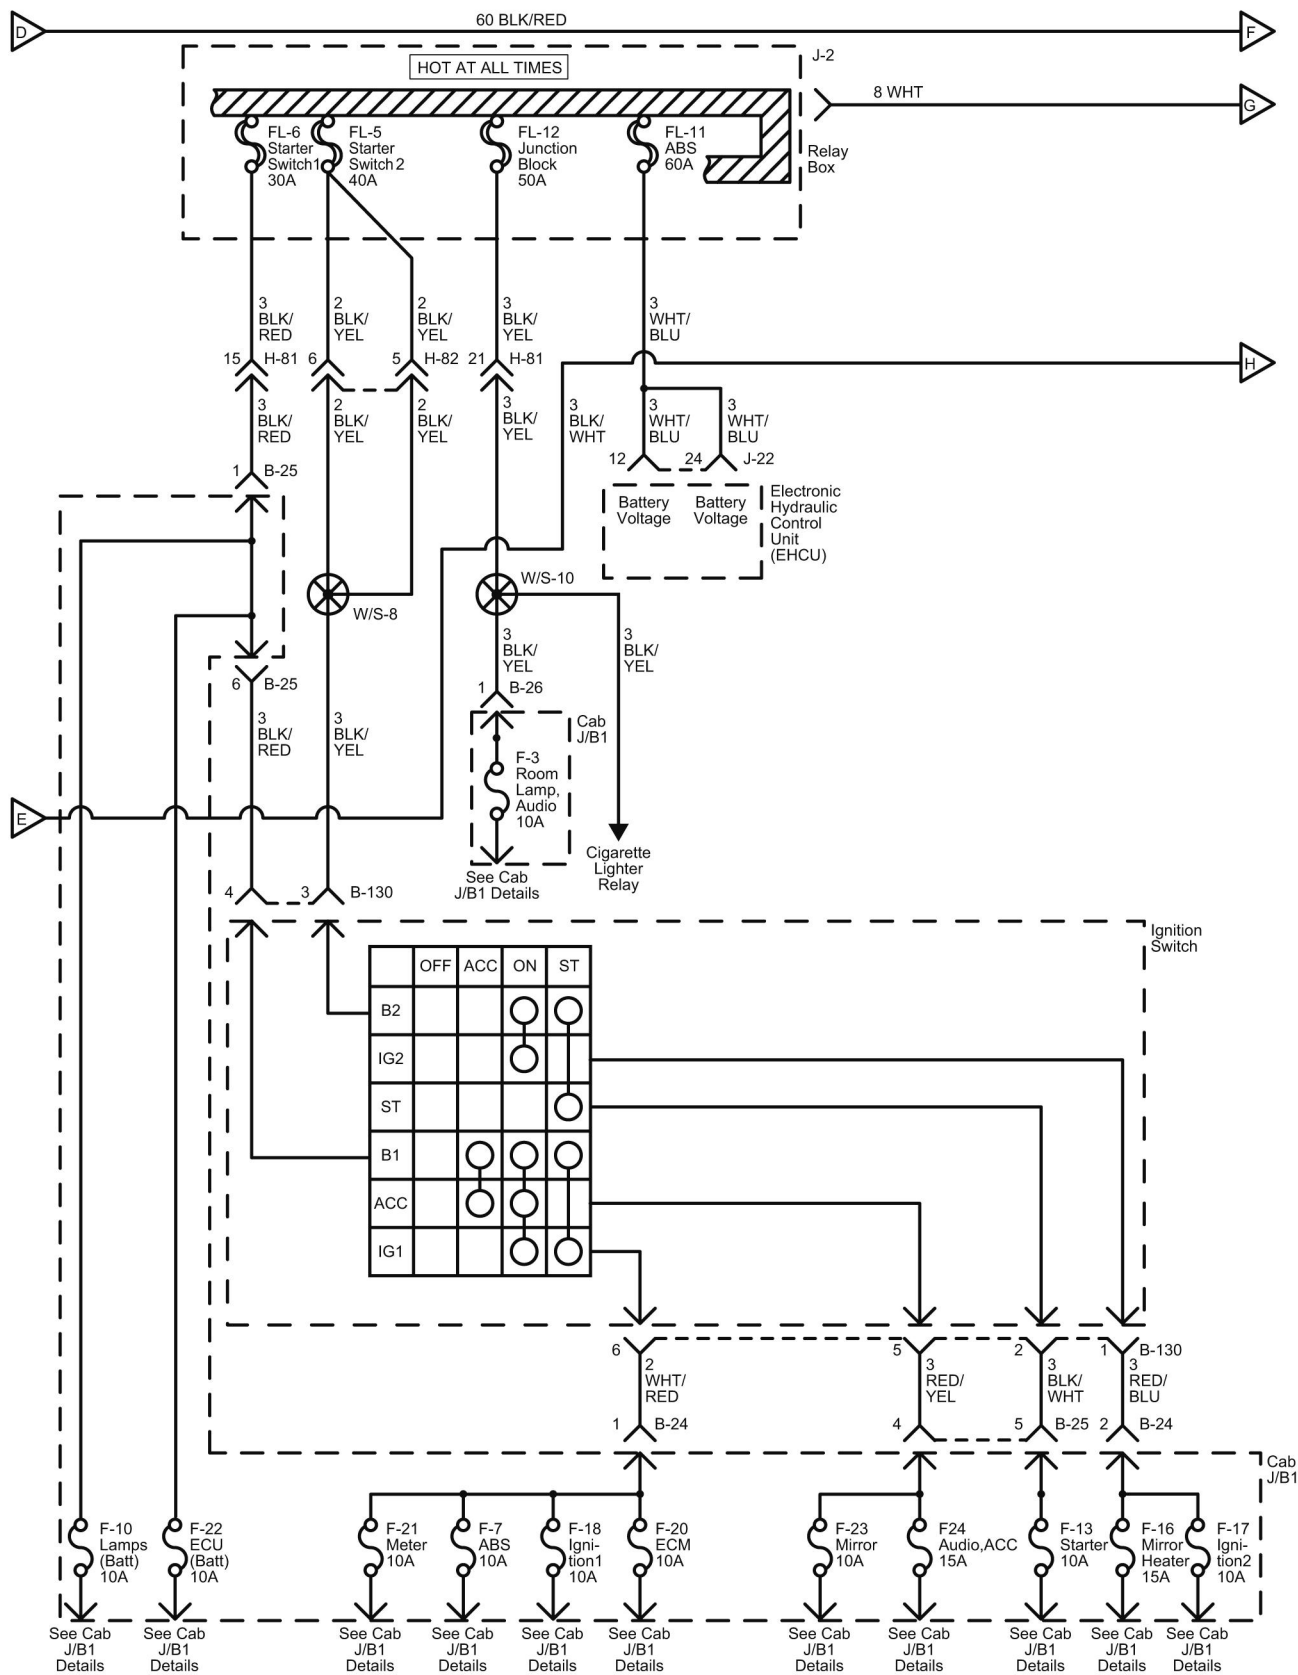 D
60 BLK/RED
F
J-2
HOT AT ALL TIMES
8 WHT
G
FL-6
Starter
Switch1
30A
FL-5
Starter
Switch2
40A
FL-12
Junction
Block
50A
FL-11
ABS
60A
Relay
Box
3
BLK/
RED
2
BLK/
YEL
2
BLK/
YEL
3
BLK/
YEL
3
WHT/
BLU
15
H-81
6
5
H-82
21
H-81
H
3
BLK/
RED
2
BLK/
YEL
2
BLK/
YEL
3
BLK/
YEL
3
BLK/
WHT
3
WHT/
BLU
3
WHT/
BLU
1
B-25
12
24
J-22
Battery
Voltage
Battery
Voltage
Electronic
Hydraulic
Control
Unit
(EHCU)
W/S-8
W/S-10
3
BLK/
YEL
3
BLK/
YEL
6
B-25
1
B-26
3
BLK/
RED
3
BLK/
YEL
Cab
J/B1
F-3
Room
Lamp,
Audio
10A
E
See Cab
J/B1 Details
Cigarette
Lighter
Relay
4
3
B-130
Ignition
Switch
OFF
ACC
ON
ST
B2
IG2
ST
B1
ACC
IG1
6
5
2
1
B-130
2
WHT/
RED
3
RED/
YEL
3
BLK/
WHT
3
RED/
BLU
1
B-24
4
5
B-25
2
B-24
Cab
J/B1
F-10
Lamps
(Batt)
10A
F-22
ECU
(Batt)
10A
F-21
Meter
10A
F-7
ABS
10A
F-18
Igni-
tion1
10A
F-20
ECM
10A
F-23
Mirror
10A
F24
Audio,ACC
15A
F-13
Starter
10A
F-16
Mirror
Heater
15A
F-17
Igni-
tion2
10A
See Cab
J/B1
Details
See Cab
J/B1
Details
See Cab
J/B1
Details
See Cab
J/B1
Details
See Cab
J/B1
Details
See Cab
J/B1
Details
See Cab
J/B1
Details
See Cab
J/B1
Details
See Cab
J/B1
Details
See Cab
J/B1
Details
See Cab
J/B1
Details